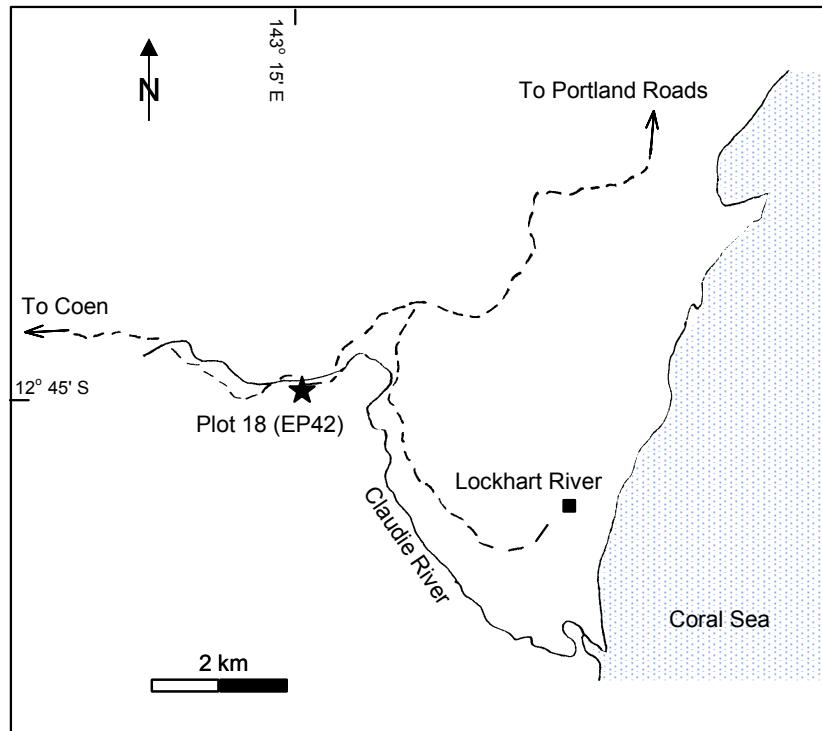 143° 15' E
N
To Portland Roads
To Coen
12° 45' S
Plot 18 (EP42)
Lockhart River
Claudie River
Coral Sea
2 km